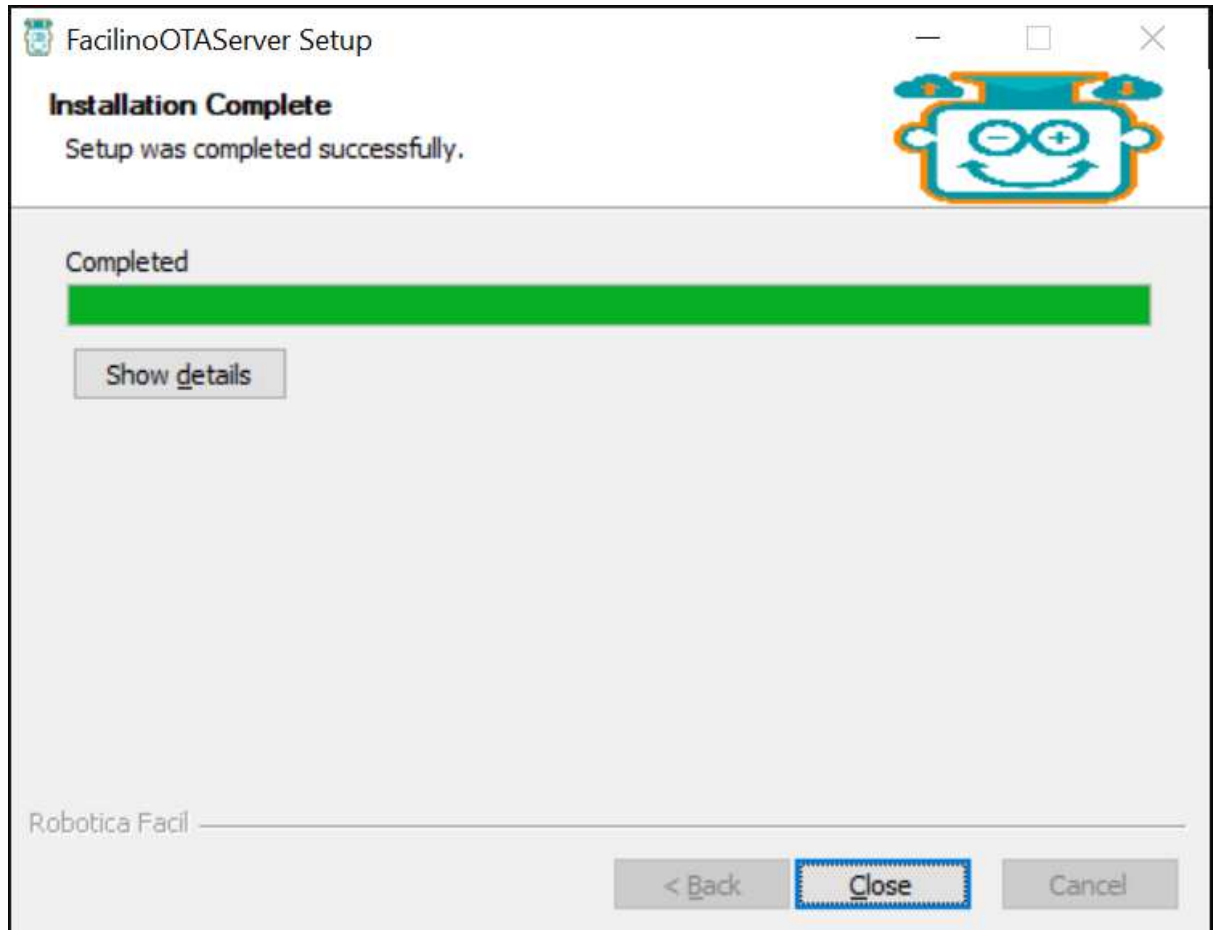 FacilinoOTAServer Setup
Installation Complete
Setup was completed successfully.
Completed
Show details
Robotica Facil
< Back
Close
Cancel